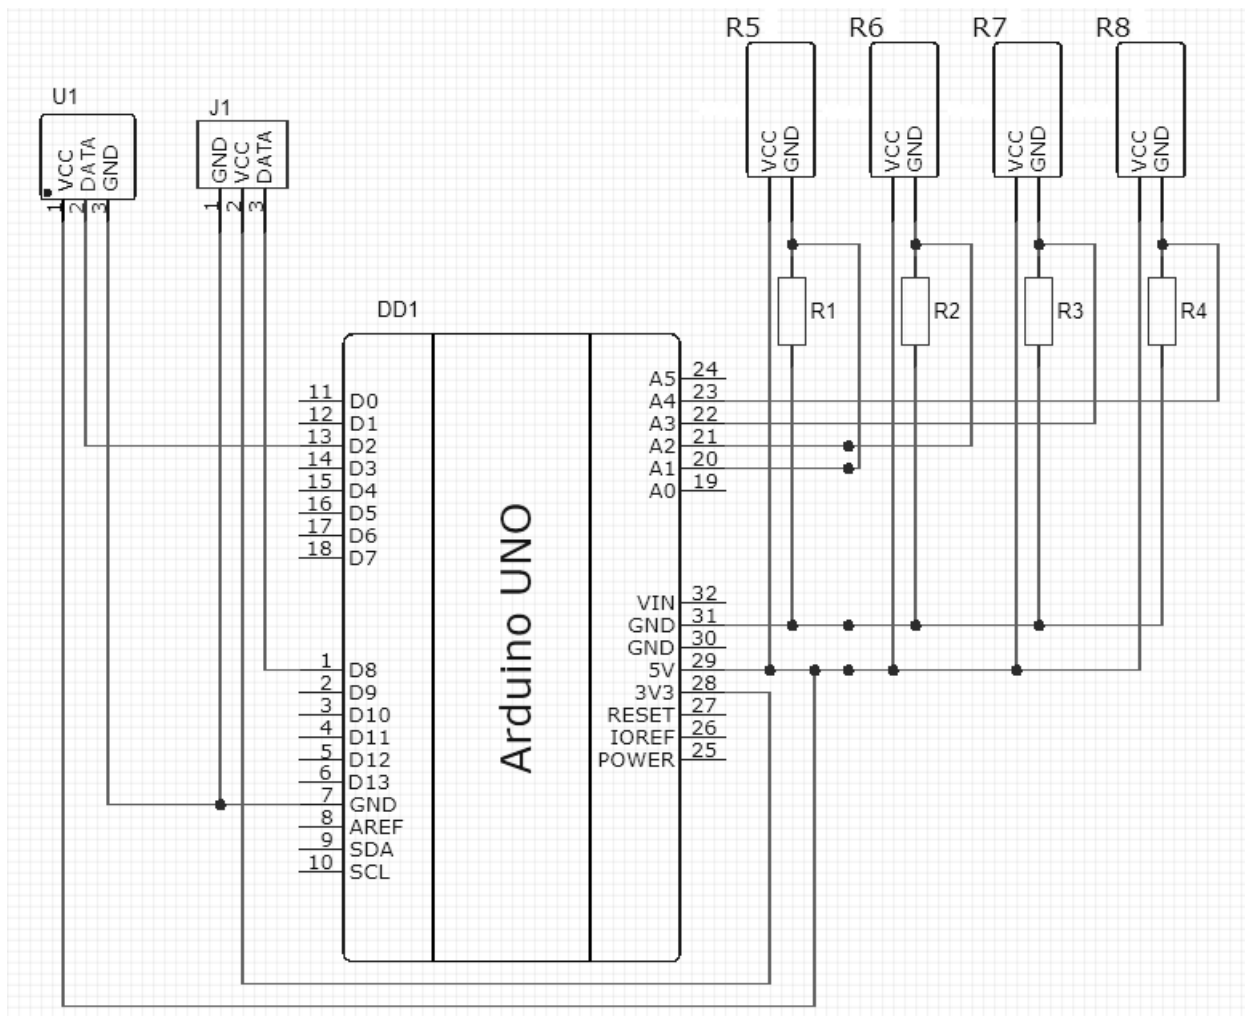 R5 R6 R7 R8
U1
J1
VCC
DATA
GND
GND
VCC
DATA
VCC
GND
VCC
GND
VCC
GND
VCC
GND
1 2 3
1 2 3
R1 R2 R3 R4
DD1
Arduino UNO
11 D0
12 D1
13 D2
14 D3
15 D4
16 D5
17 D6
18 D7
1 D8
2 D9
3 D10
4 D11
5 D12
6 D13
7 GND
8 AREF
9 SDA
10 SCL
A5 24
A4 23
A3 22
A2 21
A1 20
A0 19
VIN 32
GND 31
GND 30
5V 29
3V3 28
RESET 27
IOREF 26
POWER 25